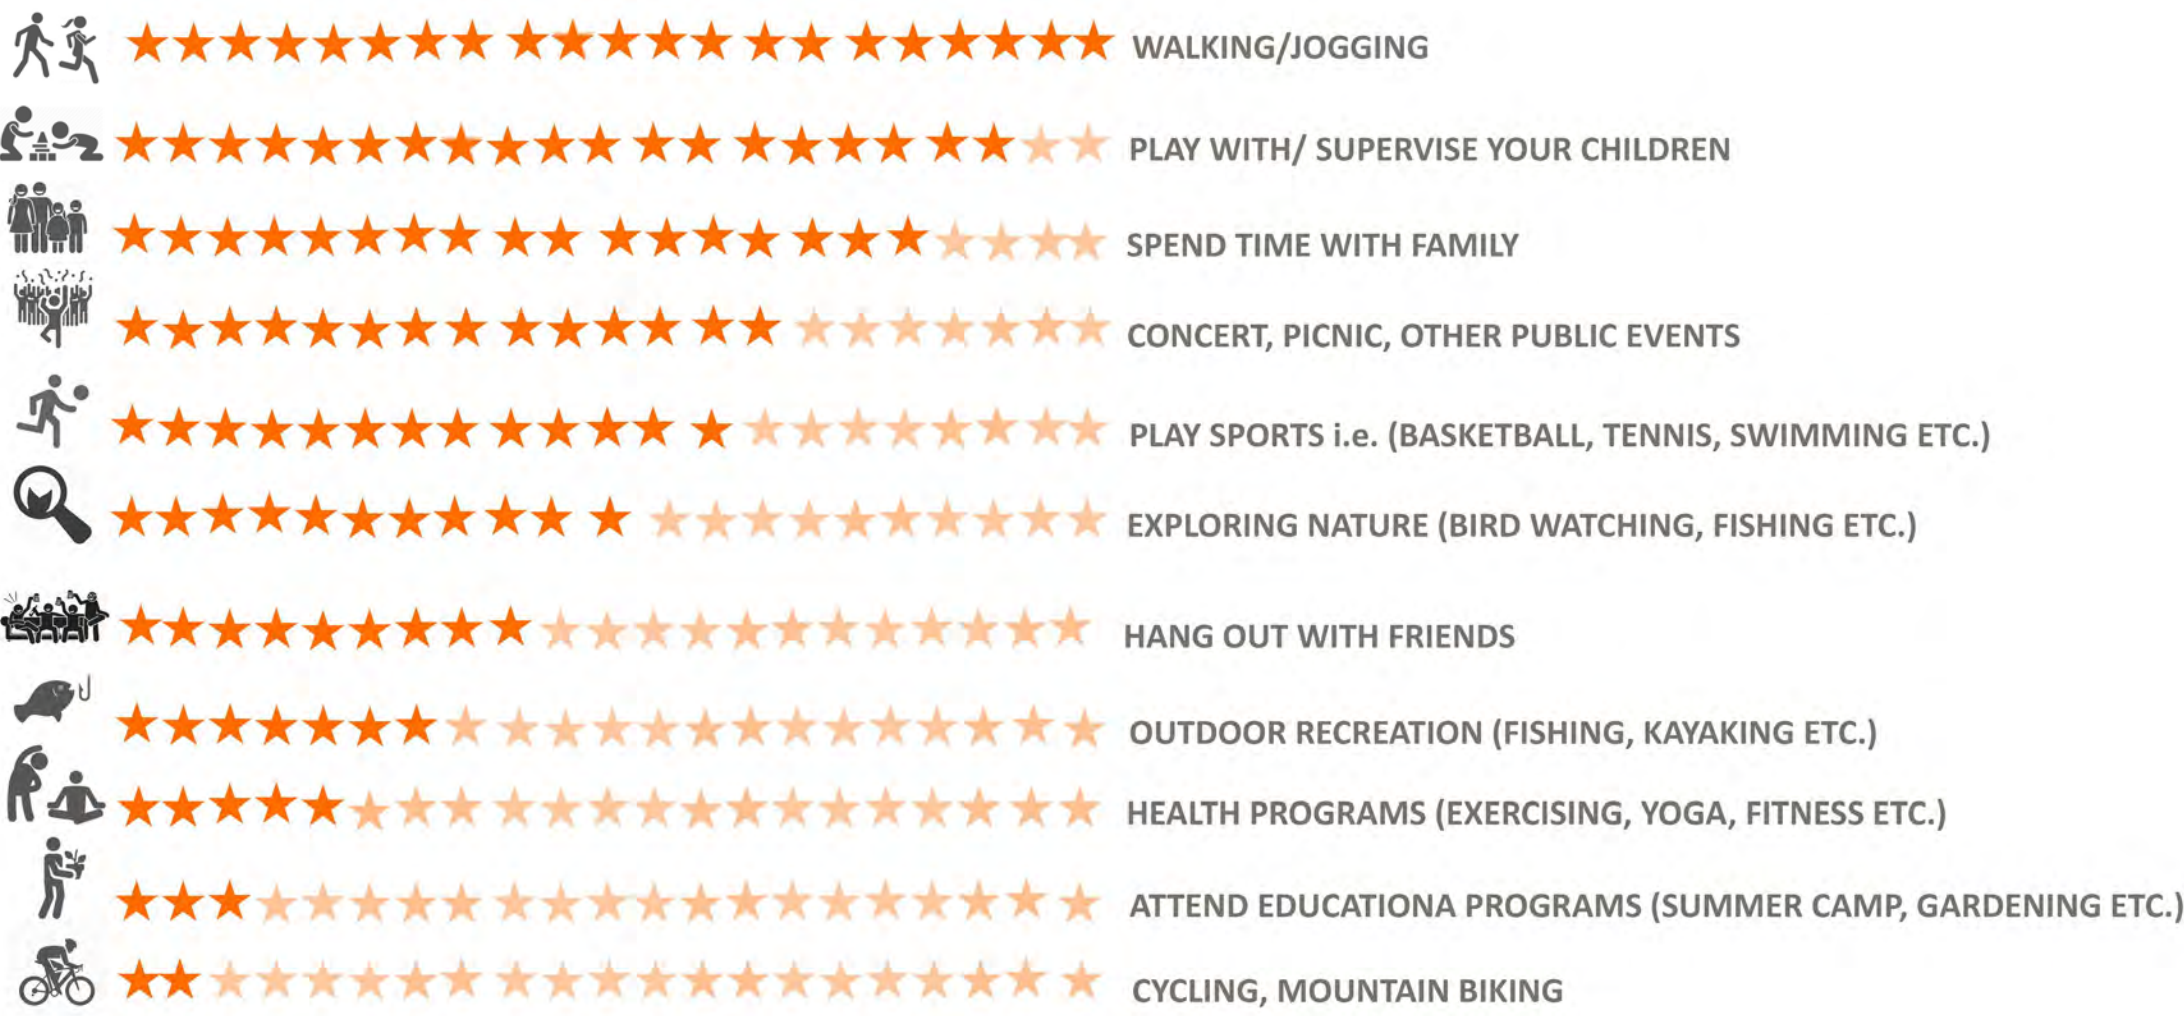 WALKING/JOGGING
PLAY WITH/ SUPERVISE YOUR CHILDREN
SPEND TIME WITH FAMILY
CONCERT, PICNIC, OTHER PUBLIC EVENTS
PLAY SPORTS i.e. (BASKETBALL, TENNIS, SWIMMING ETC.)
EXPLORING NATURE (BIRD WATCHING, FISHING ETC.)
HANG OUT WITH FRIENDS
OUTDOOR RECREATION (FISHING, KAYAKING ETC.)
HEALTH PROGRAMS (EXERCISING, YOGA, FITNESS ETC.)
ATTEND EDUCATIONA PROGRAMS (SUMMER CAMP, GARDENING ETC.)
CYCLING, MOUNTAIN BIKING